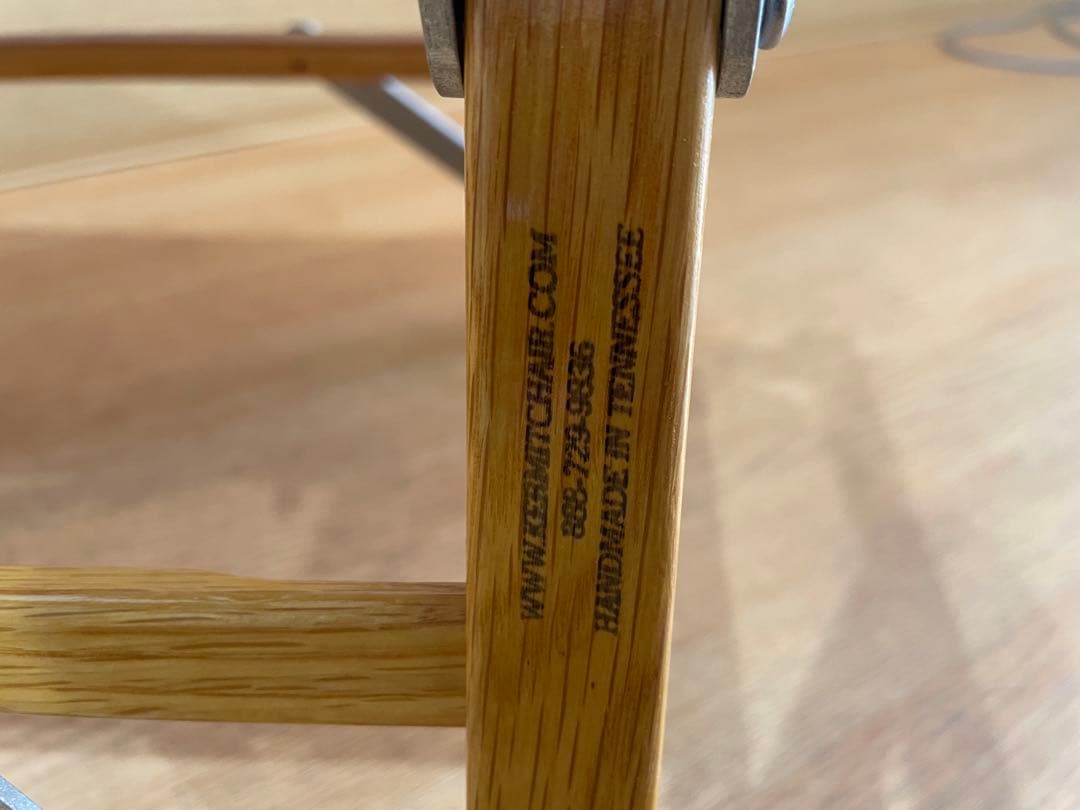 WWW.KERMITCHAIR.COM
888-729-9836
HANDMADE IN TENNESSEE